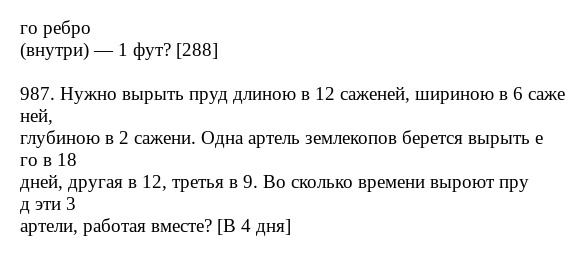 го ребро
(внутри) — 1 фут? [288]
987. Нужно вырыть пруд длиною в 12 саженей, шириною в 6 саже
ней,
глубиною в 2 сажени. Одна артель землекопов берется вырыть е
го в 18
дней, другая в 12, третья в 9. Во сколько времени выроют пру
д эти 3
артели, работая вместе? [В 4 дня]